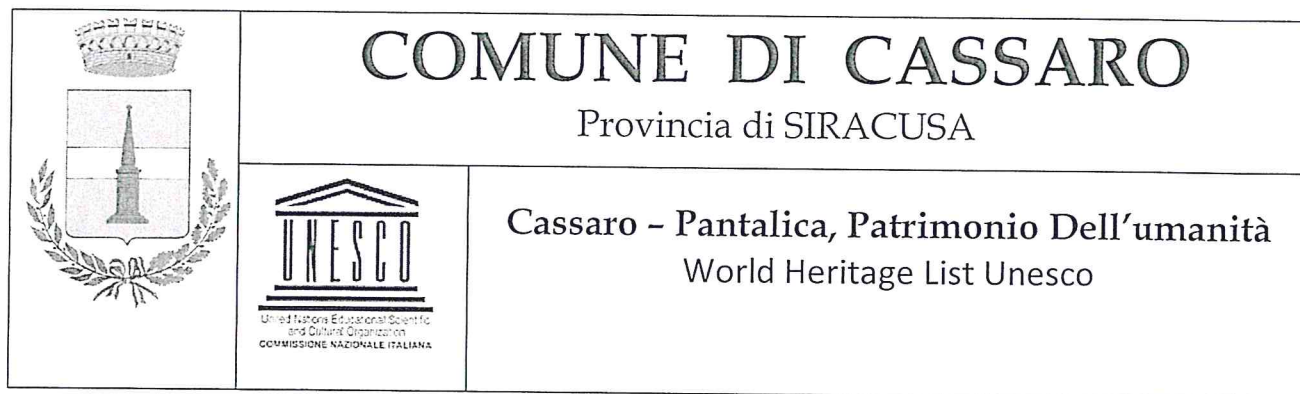 COMUNE DI CASSARO
Provincia di SIRACUSA
UNESCO
United Nations Educational Scientific
and Cultural Organization
COMMISSIONE NAZIONALE ITALIANA
Cassaro – Pantalica, Patrimonio Dell'umanità
World Heritage List Unesco